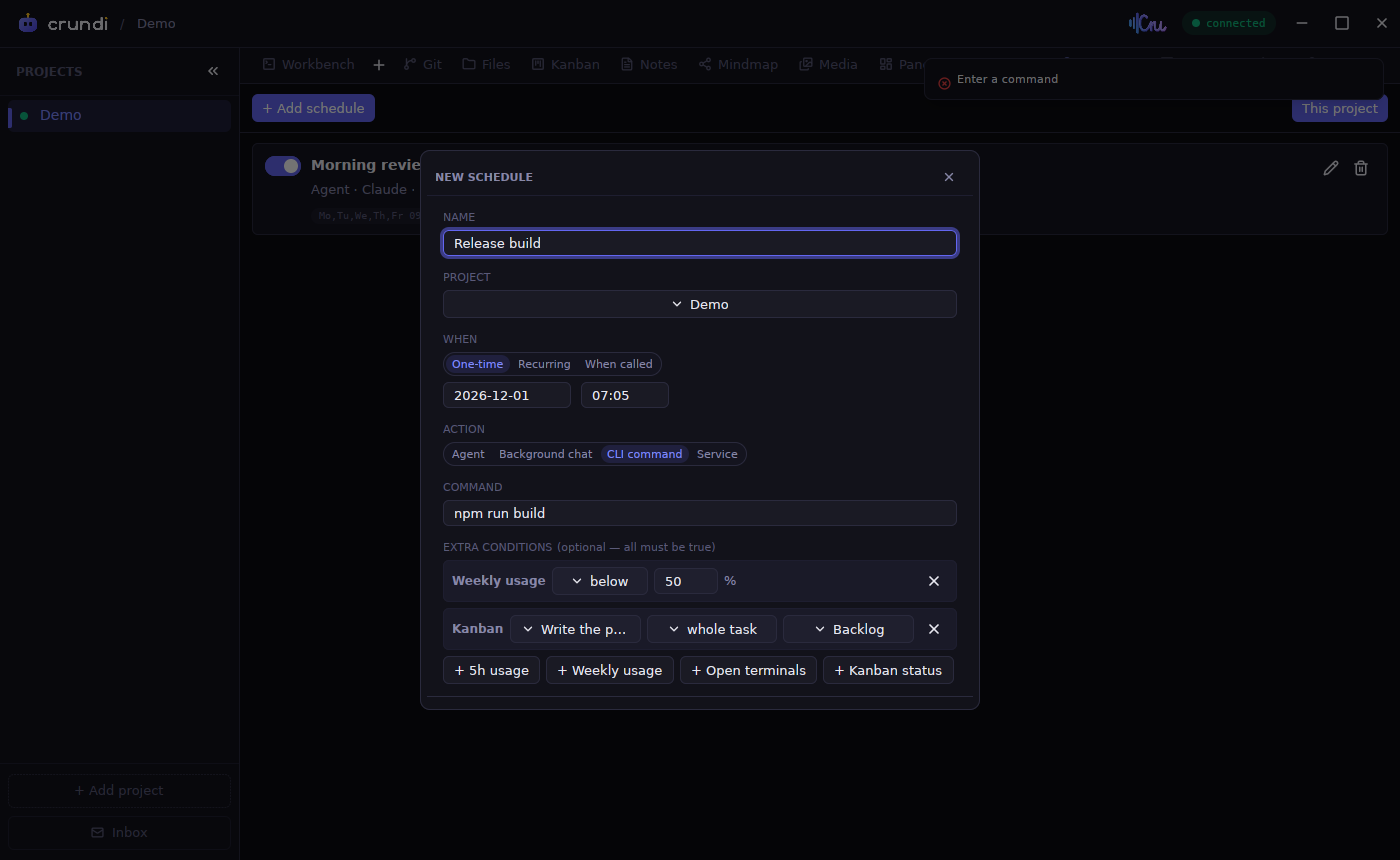 crundi / Demo
Cru
connected
PROJECTS
Workbench
Git
Files
Kanban
Notes
Mindmap
Media
Enter a command
Demo
+ Add schedule
This project
Morning
Agent · Claude ·
Mo,Tu,We,Th,Fr
NEW SCHEDULE
NAME
Release build
PROJECT
Demo
WHEN
One-time Recurring When called
2026-12-01 07:05
ACTION
Agent Background chat CLI command Service
COMMAND
npm run build
EXTRA CONDITIONS (optional — all must be true)
Weekly usage below 50 %
Kanban Write the p... whole task Backlog
+ 5h usage + Weekly usage + Open terminals + Kanban status
+ Add project
Inbox